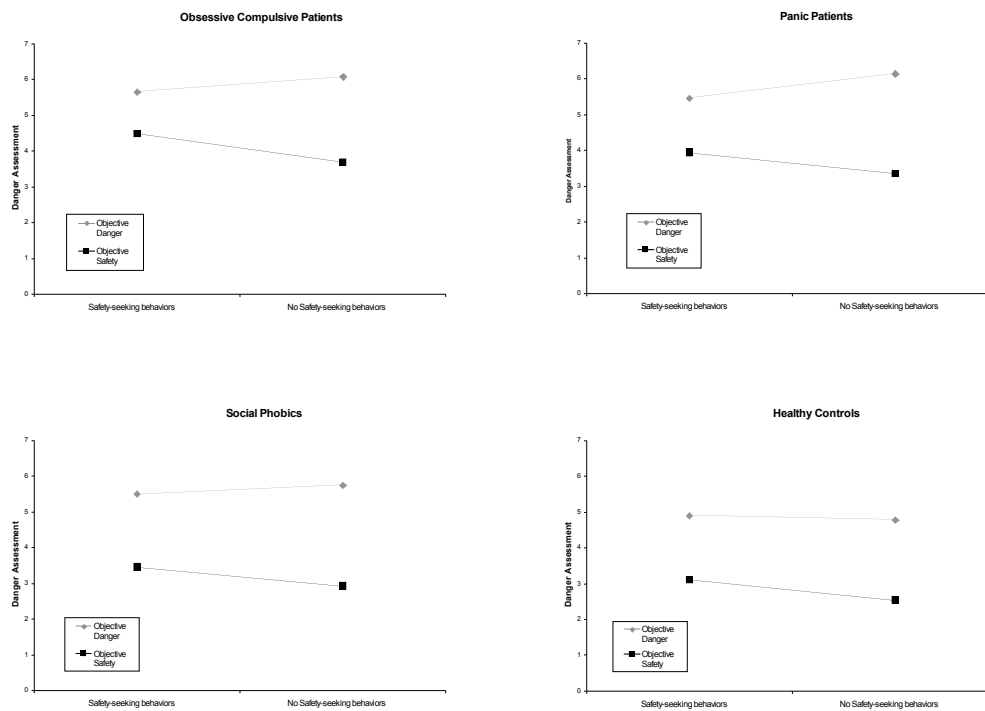 Obsessive Compulsive Patients
7
6
5
4
3
2
1
0
Danger Assessment
Objective
Danger
Objective
Safety
Safety-seeking behaviors
No Safety-seeking behaviors
Panic Patients
7
6
5
4
3
2
1
0
Danger Assessment
Objective
Danger
Objective
Safety
Safety-seeking behaviors
No Safety-seeking behaviors
Social Phobics
7
6
5
4
3
2
1
0
Danger Assessment
Objective
Danger
Objective
Safety
Safety-seeking behaviors
No Safety-seeking behaviors
Healthy Controls
7
6
5
4
3
2
1
0
Danger Assessment
Objective
Danger
Objective
Safety
Safety-seeking behaviors
No Safety-seeking behaviors